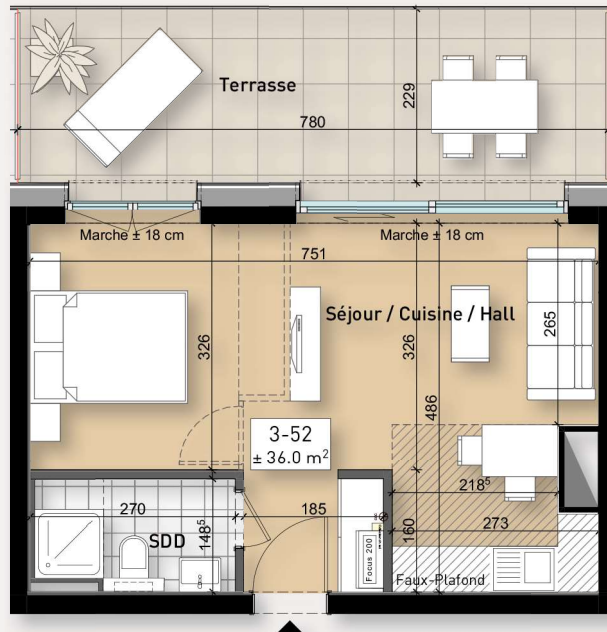 Terrasse
229
780
Marche ± 18 cm
Marche ± 18 cm
751
Séjour / Cuisine / Hall
326
326
265
486
3-52
± 36.0 m²
218⁵
270
185
273
SDD
148⁵
160
Focus 200
Faux-Plafond